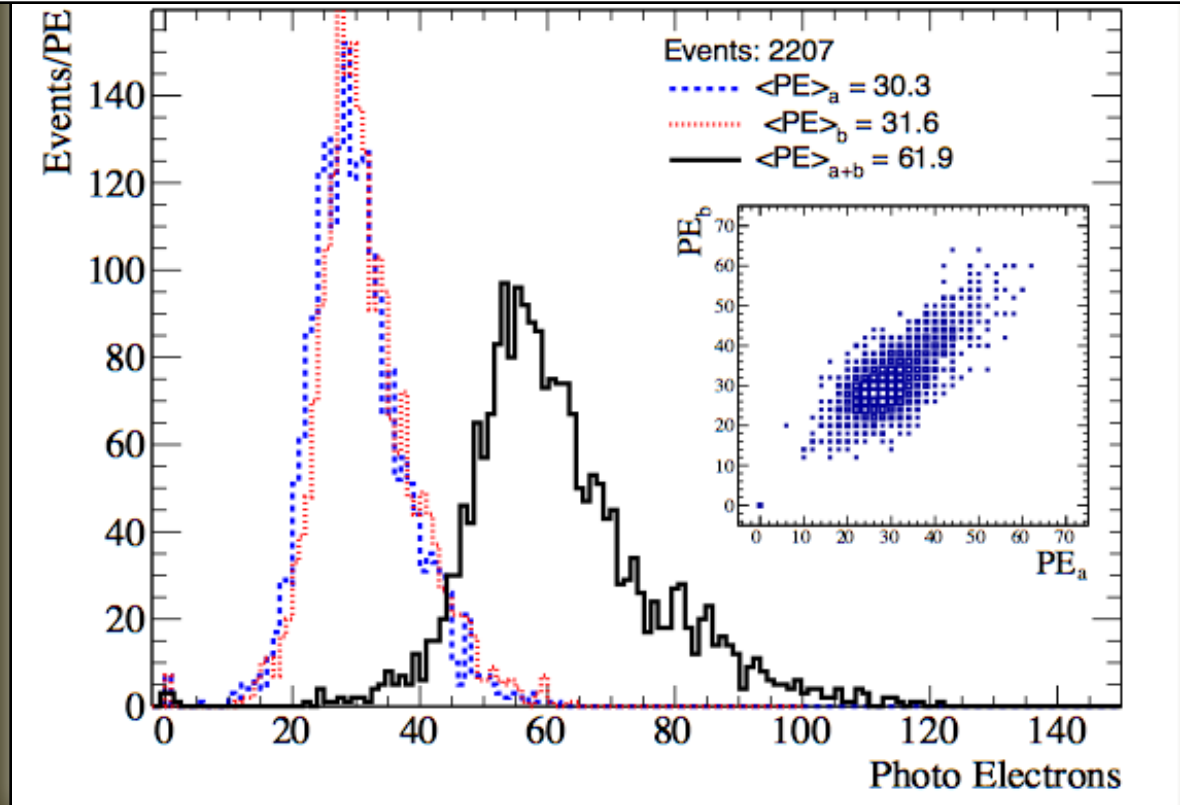 Events/PE
140
120
100
80
60
40
20
0
0 20 40 60 80 100 120 140
Photo Electrons
Events: 2207
<PE>a = 30.3
<PE>b = 31.6
<PE>a+b = 61.9
PEb
70
60
50
40
30
20
10
0
0 10 20 30 40 50 60 70
PEa